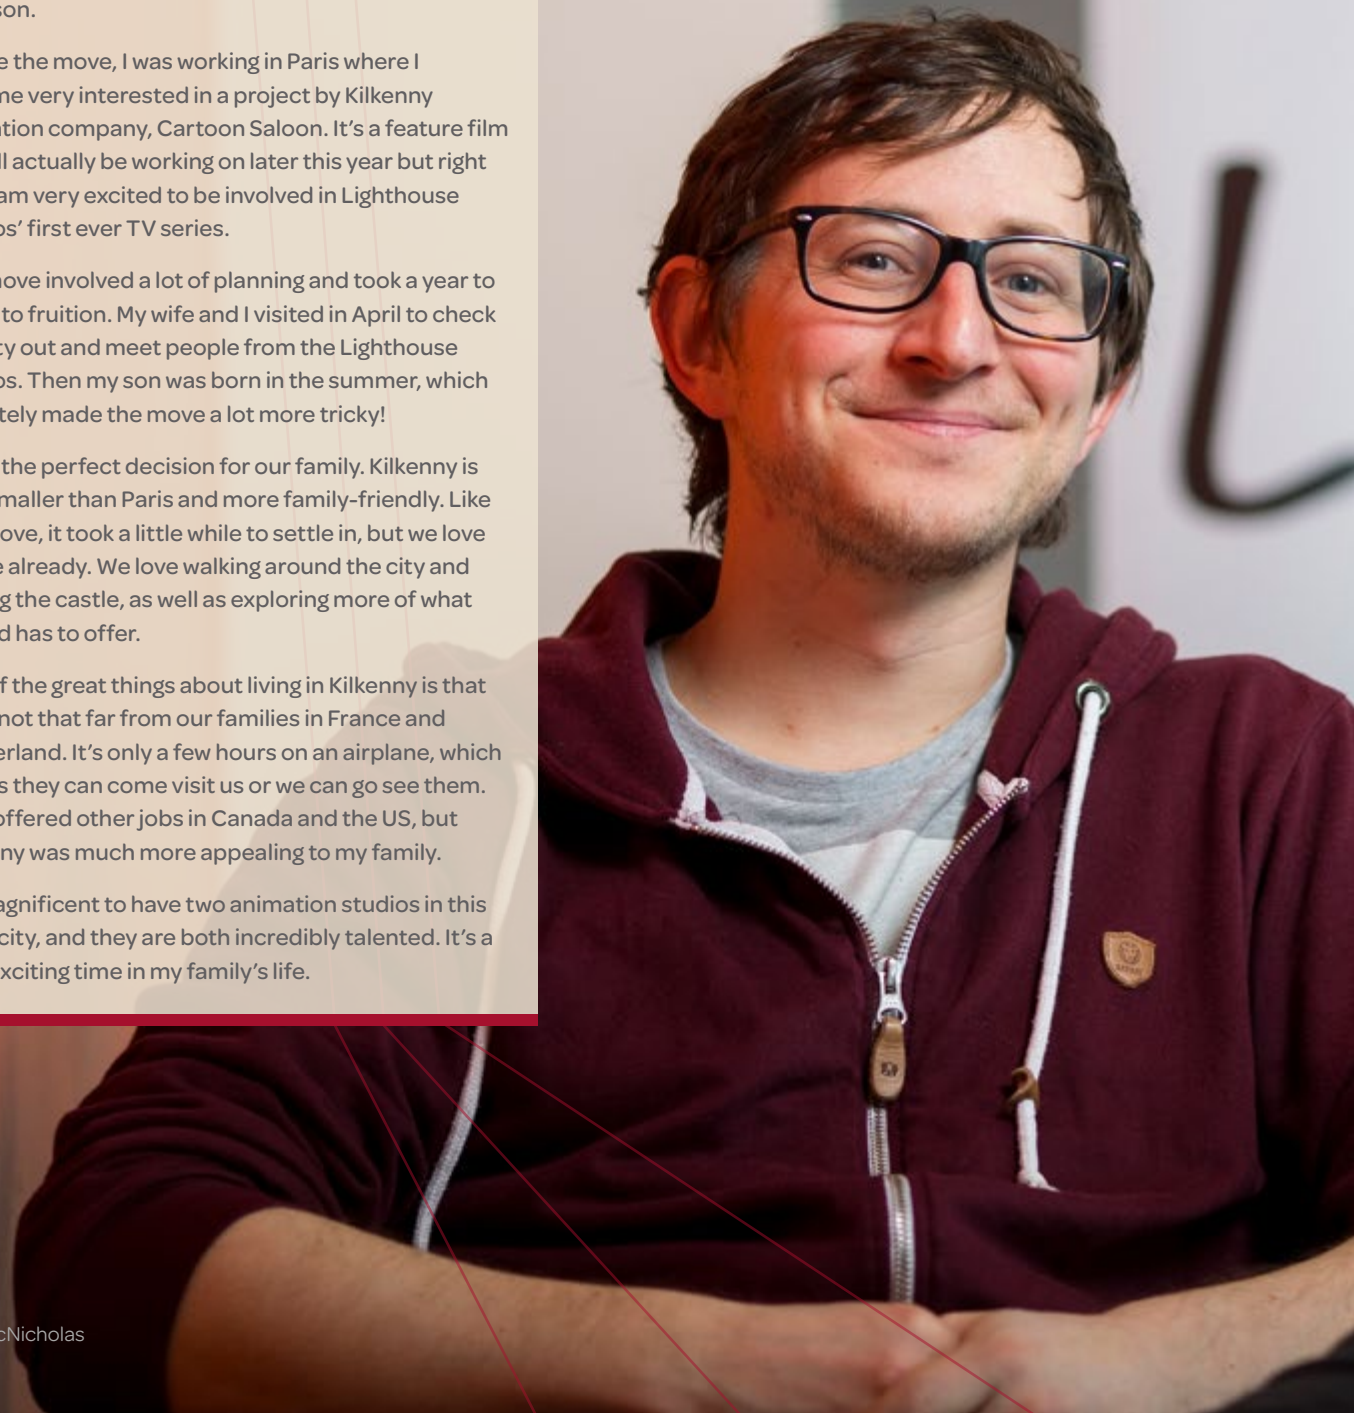 son.
e the move, I was working in Paris where I
me very interested in a project by Kilkenny
ation company, Cartoon Saloon. It’s a feature film
ll actually be working on later this year but right
am very excited to be involved in Lighthouse
os’ first ever TV series.
move involved a lot of planning and took a year to
to fruition. My wife and I visited in April to check
ty out and meet people from the Lighthouse
os. Then my son was born in the summer, which
tely made the move a lot more tricky!
the perfect decision for our family. Kilkenny is
maller than Paris and more family-friendly. Like
ove, it took a little while to settle in, but we love
e already. We love walking around the city and
g the castle, as well as exploring more of what
d has to offer.
f the great things about living in Kilkenny is that
not that far from our families in France and
erland. It’s only a few hours on an airplane, which
s they can come visit us or we can go see them.
offered other jobs in Canada and the US, but
ny was much more appealing to my family.
agnificent to have two animation studios in this
city, and they are both incredibly talented. It’s a
xciting time in my family’s life.
cNicholas